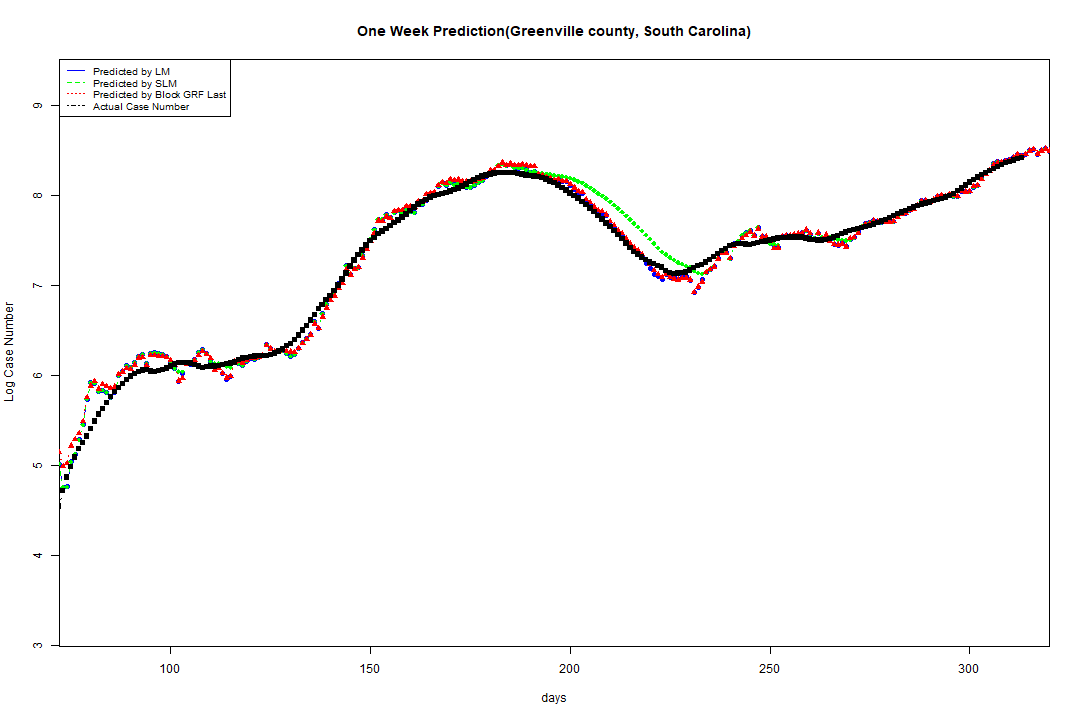 One Week Prediction(Greenville county, South Carolina)
Predicted by LM
Predicted by SLM
Predicted by Block GRF Last
Actual Case Number
9
8
7
6
5
4
3
Log Case Number
100
150
200
250
300
days